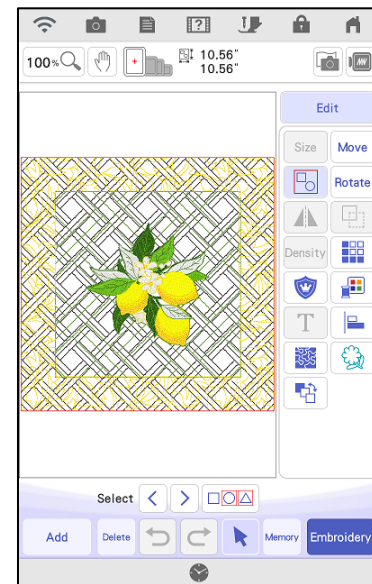 100% 10.56"
10.56"
Edit
Size Move
Rotate
Density
T
Select
Add Delete Memory Embroidery